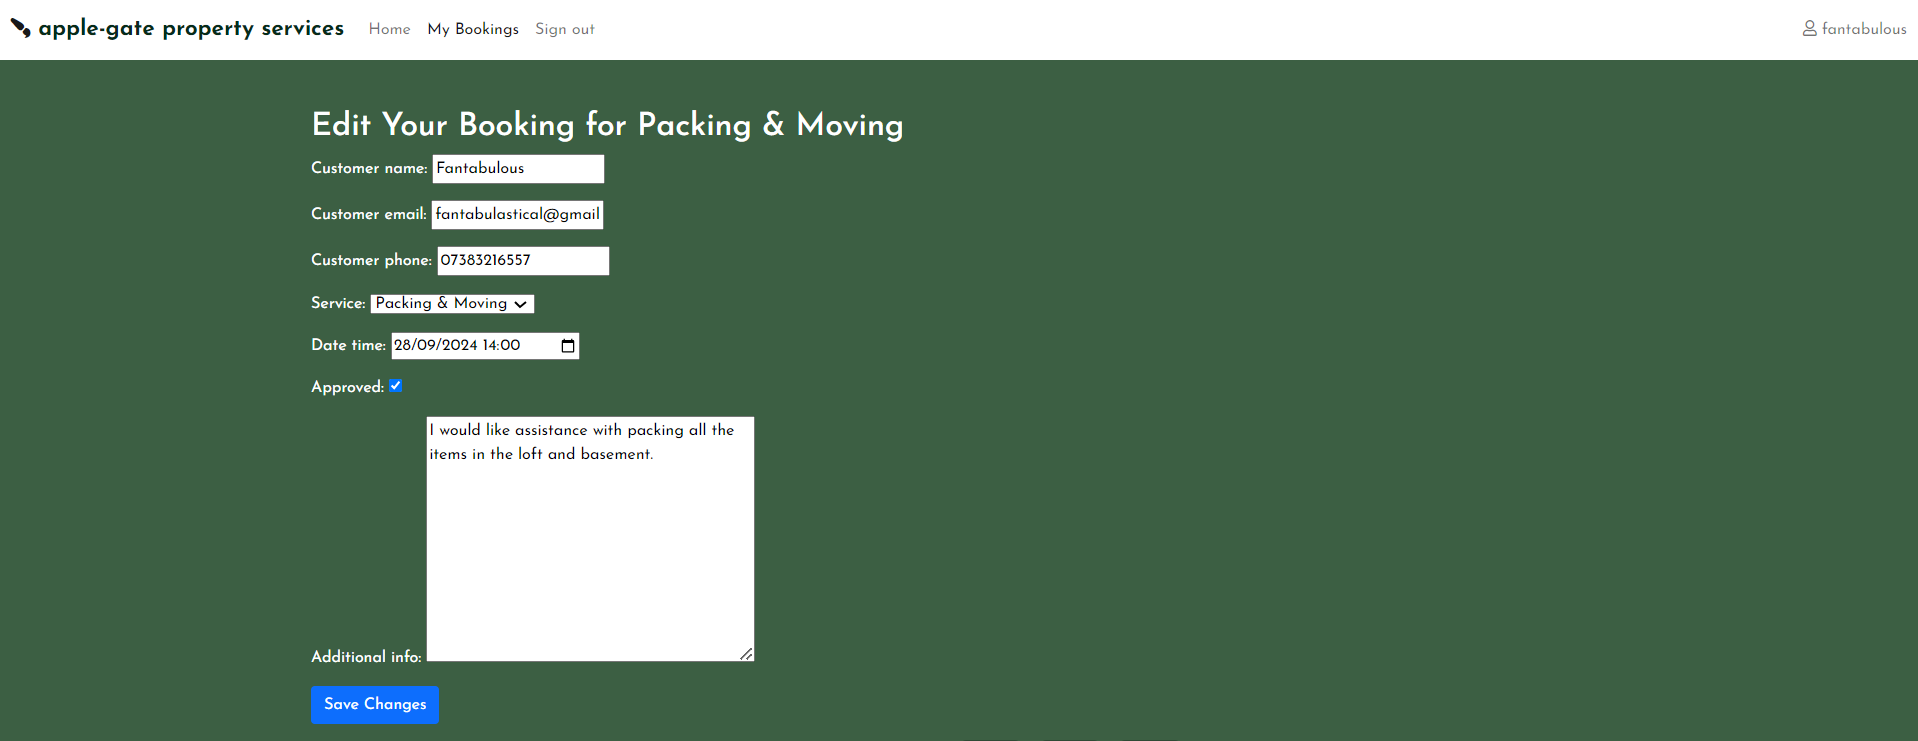 apple-gate property services Home My Bookings Sign out fantabulous
Edit Your Booking for Packing & Moving
Customer name: Fantabulous
Customer email: fantabulastical@gmail
Customer phone: 07383216557
Service: Packing & Moving
Date time: 28/09/2024 14:00
Approved:
I would like assistance with packing all the
items in the loft and basement.
Additional info:
Save Changes